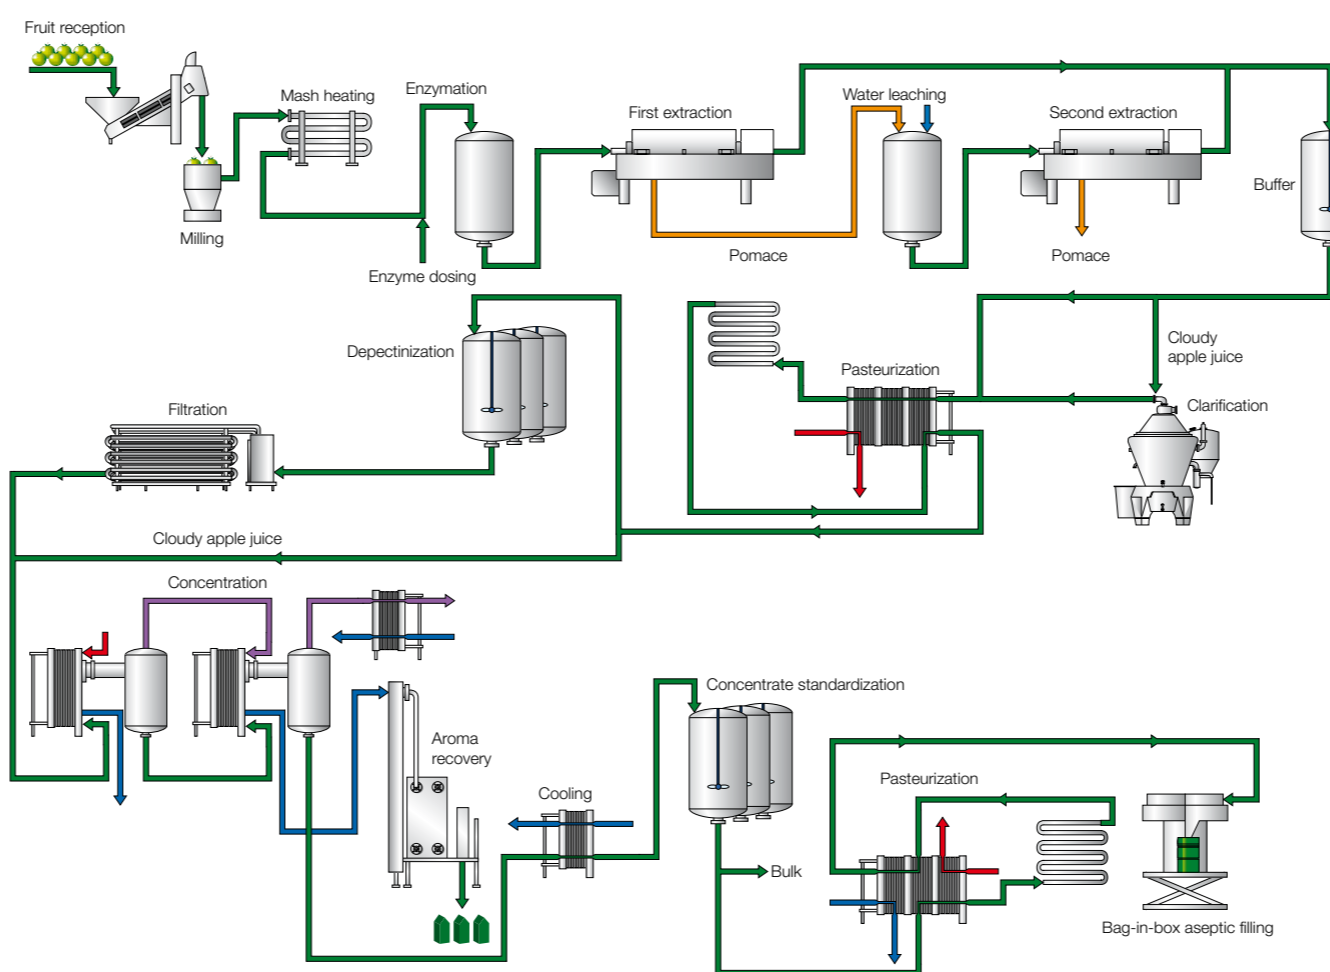 Fruit reception
Mash heating
Enzymation
First extraction
Water leaching
Second extraction
Buffer
Milling
Enzyme dosing
Pomace
Pomace
Depectinization
Cloudy
apple juice
Pasteurization
Clarification
Filtration
Cloudy apple juice
Concentration
Concentrate standardization
Aroma
recovery
Cooling
Pasteurization
Bulk
Bag-in-box aseptic filling